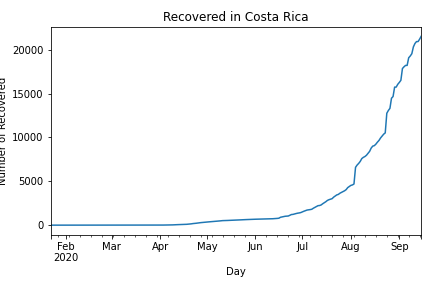 Recovered in Costa Rica
Number of Recovered
20000
15000
10000
5000
0
Feb Mar Apr May Jun Jul Aug Sep
2020
Day